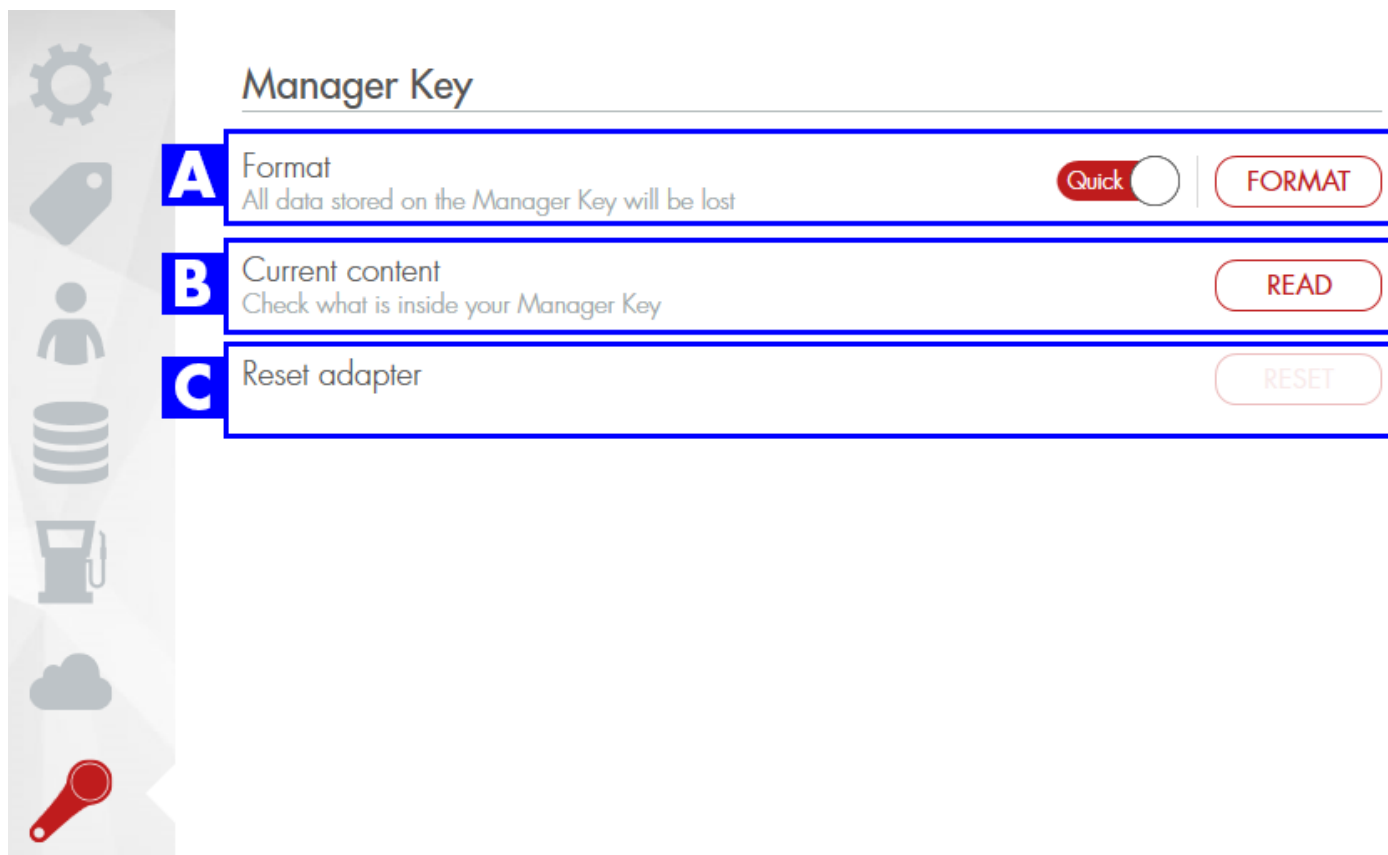 Manager Key
A
Format
All data stored on the Manager Key will be lost
Quick
FORMAT
B
Current content
Check what is inside your Manager Key
READ
C
Reset adapter
RESET